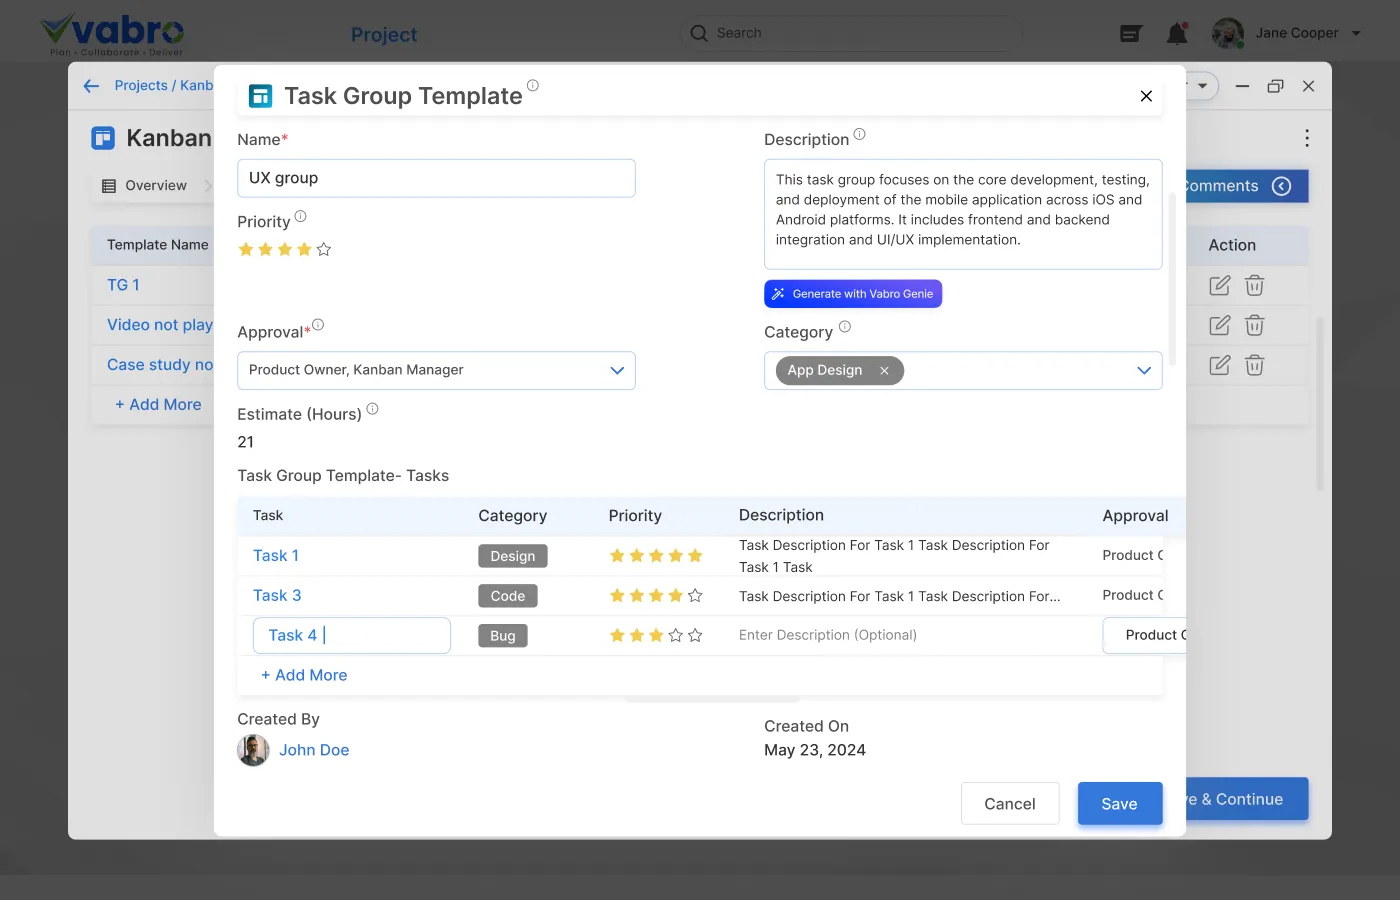 vabro
Plan - Collaborate - Deliver
Project
Search
Jane Cooper
Projects / Kanb
Kanban
Overview
Comments
Template Name
Action
TG 1
Video not play
Case study no
+ Add More
& Continue
Task Group Template
Name*
UX group
Description
This task group focuses on the core development, testing,
and deployment of the mobile application across iOS and
Android platforms. It includes frontend and backend
integration and UI/UX implementation.
Priority
Generate with Vabro Genie
Approval*
Product Owner, Kanban Manager
Category
App Design
Estimate (Hours)
21
Task Group Template- Tasks
Task Category Priority Description Approval
Task 1 Design Task Description For Task 1 Task Description For
Task 1 Task Product
Task 3 Code Task Description For Task 1 Task Description For... Product
Task 4 Bug Enter Description (Optional) Product
+ Add More
Created By
John Doe
Created On
May 23, 2024
Cancel
Save